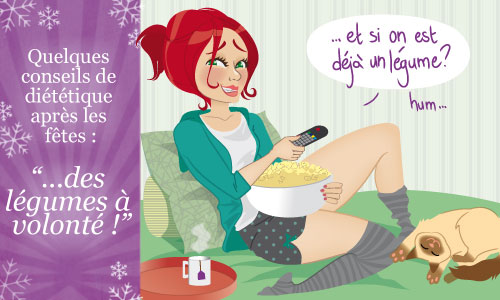 Quelques
conseils de
diététique
après les
fêtes :
“...des
légumes à
volonté !”
... et si on est
déjà un légume?
hum...